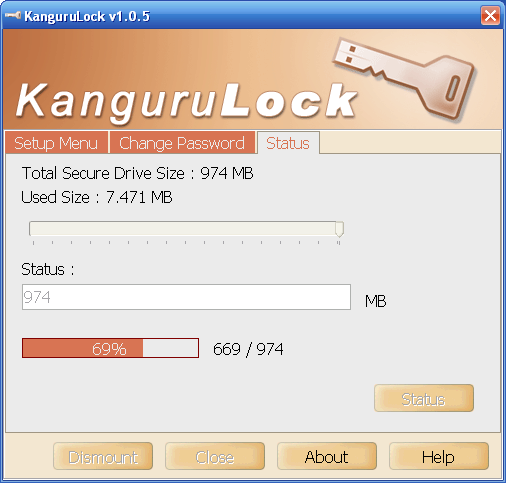 KanguruLock v1.0.5
KanguruLock
Setup Menu Change Password Status
Total Secure Drive Size : 974 MB
Used Size : 7.471 MB
Status :
974 MB
69% 669 / 974
Status
Dismount Close About Help